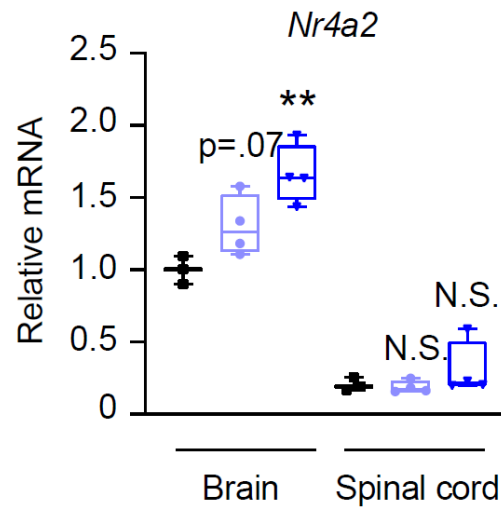 Nr4a2
Relative mRNA
2.5
2.0
1.5
1.0
0.5
0
p=.07
**
N.S.
N.S.
Brain
Spinal cord